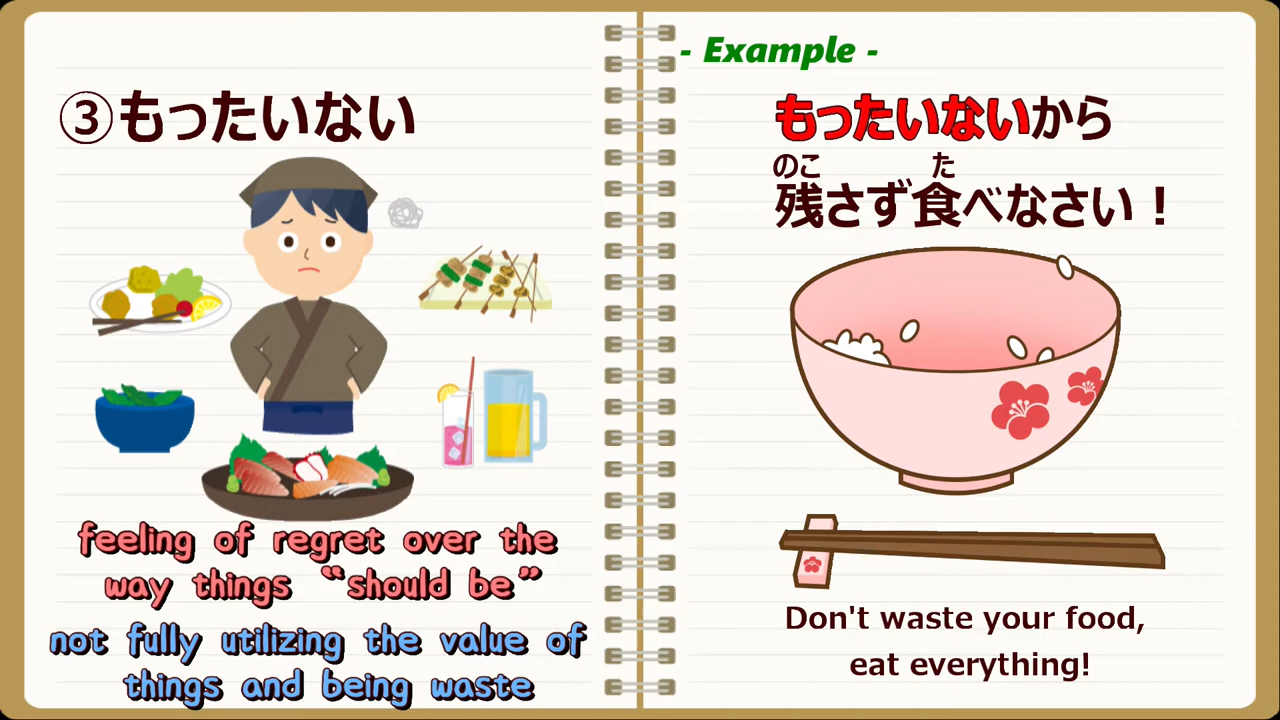 ③もったいない
feeling of regret over the
way things “should be”
not fully utilizing the value of
things and being waste
- Example -
もったいないから
のこ た
残さず食べなさい！
Don't waste your food,
eat everything!